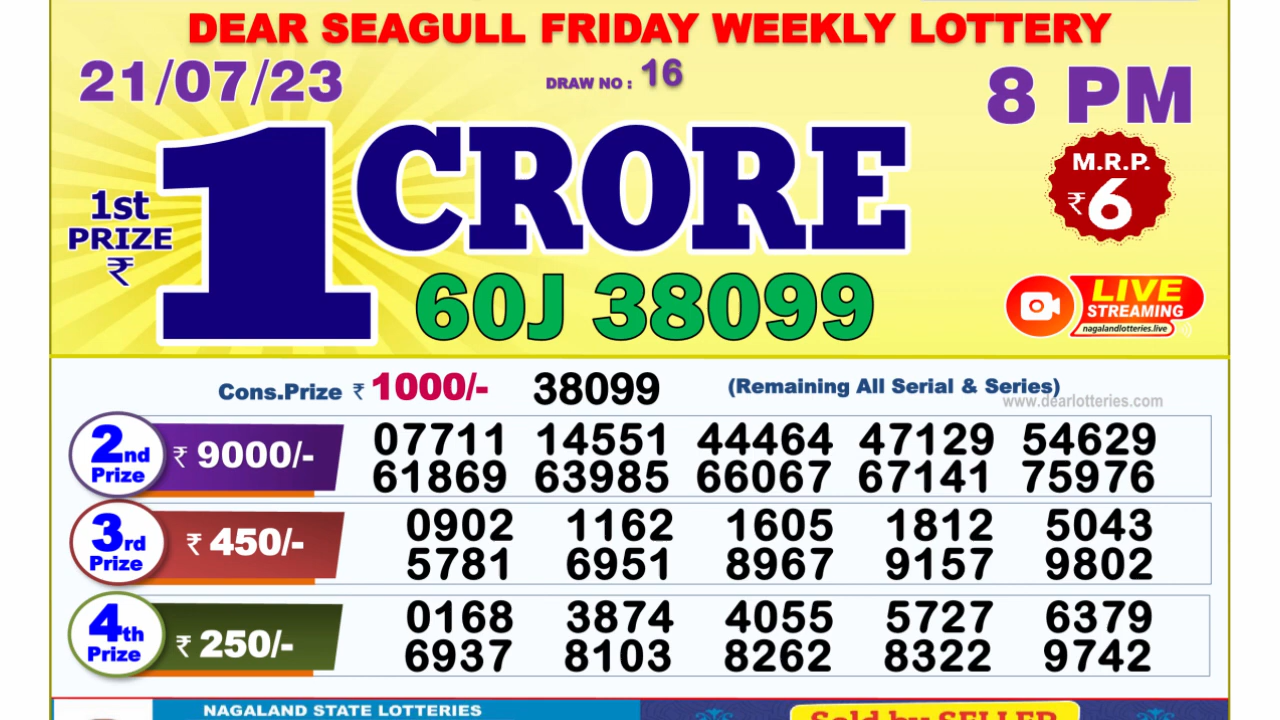 DEAR SEAGULL FRIDAY WEEKLY LOTTERY
21/07/23
DRAW NO : 16
8 PM
1st
PRIZE
₹
1 CRORE
M.R.P.
₹ 6
60J 38099
LIVE
STREAMING
nagalandlotteries.live
Cons.Prize ₹ 1000/- 38099 (Remaining All Serial & Series)
www.dearlotteries.com
2nd Prize ₹ 9000/-
07711 14551 44464 47129 54629
61869 63985 66067 67141 75976
3rd Prize ₹ 450/-
0902 1162 1605 1812 5043
5781 6951 8967 9157 9802
4th Prize ₹ 250/-
0168 3874 4055 5727 6379
6937 8103 8262 8322 9742
NAGALAND STATE LOTTERIES
Sold by SELLER